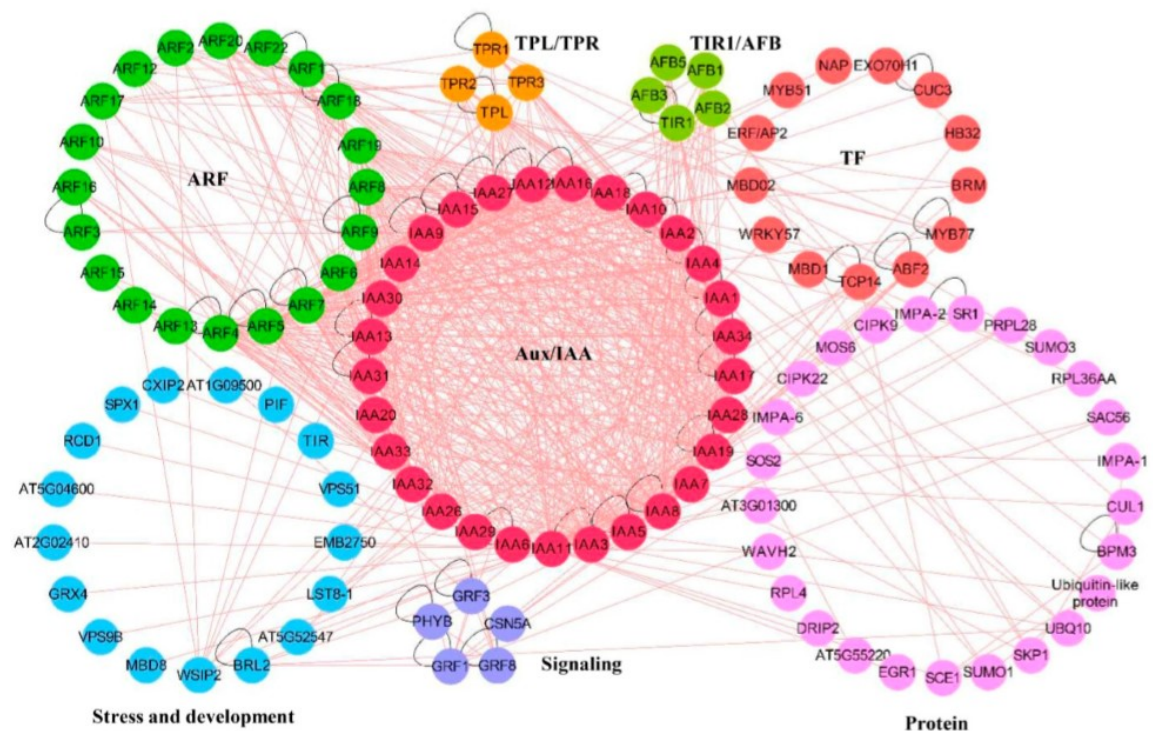 TPL/TPR
TPR1
TPR2
TPR3
TPL
TIR1/AFB
AFB5
AFB1
AFB3
AFB2
TIR1
ARF
ARF2
ARF20
ARF22
ARF1
ARF18
ARF19
ARF8
ARF9
ARF6
ARF7
ARF5
ARF4
ARF13
ARF14
ARF15
ARF3
ARF16
ARF10
ARF17
ARF12
TF
NAP
EXO70H1
CUC3
HB32
BRM
MYB77
ABF2
TCP14
MBD1
WRKY57
MBD02
ERF/AP2
MYB51
Aux/IAA
IAA12
IAA16
IAA18
IAA10
IAA2
IAA4
IAA1
IAA34
IAA17
IAA28
IAA19
IAA7
IAA8
IAA5
IAA3
IAA11
IAA6
IAA29
IAA26
IAA32
IAA33
IAA20
IAA31
IAA13
IAA30
IAA14
IAA9
IAA15
CXIP2
AT1G09500
PIF
TIR
VPS51
EMB2750
LST8-1
AT5G52547
BRL2
WSIP2
MBD8
VPS9B
GRX4
AT2G02410
AT5G04600
RCD1
SPX1
Stress and development
GRF3
PHYB
CSN5A
GRF1
GRF8
Signaling
IMPA-2
SR1
PRPL28
SUMO3
RPL36AA
SAC56
IMPA-1
CUL1
BPM3
Ubiquitin-like
protein
UBQ10
SKP1
SUMO1
SCE1
EGR1
AT5G55220
DRIP2
RPL4
WAVH2
AT3G01300
SOS2
IMPA-6
CIPK22
MOS6
CIPK9
Protein